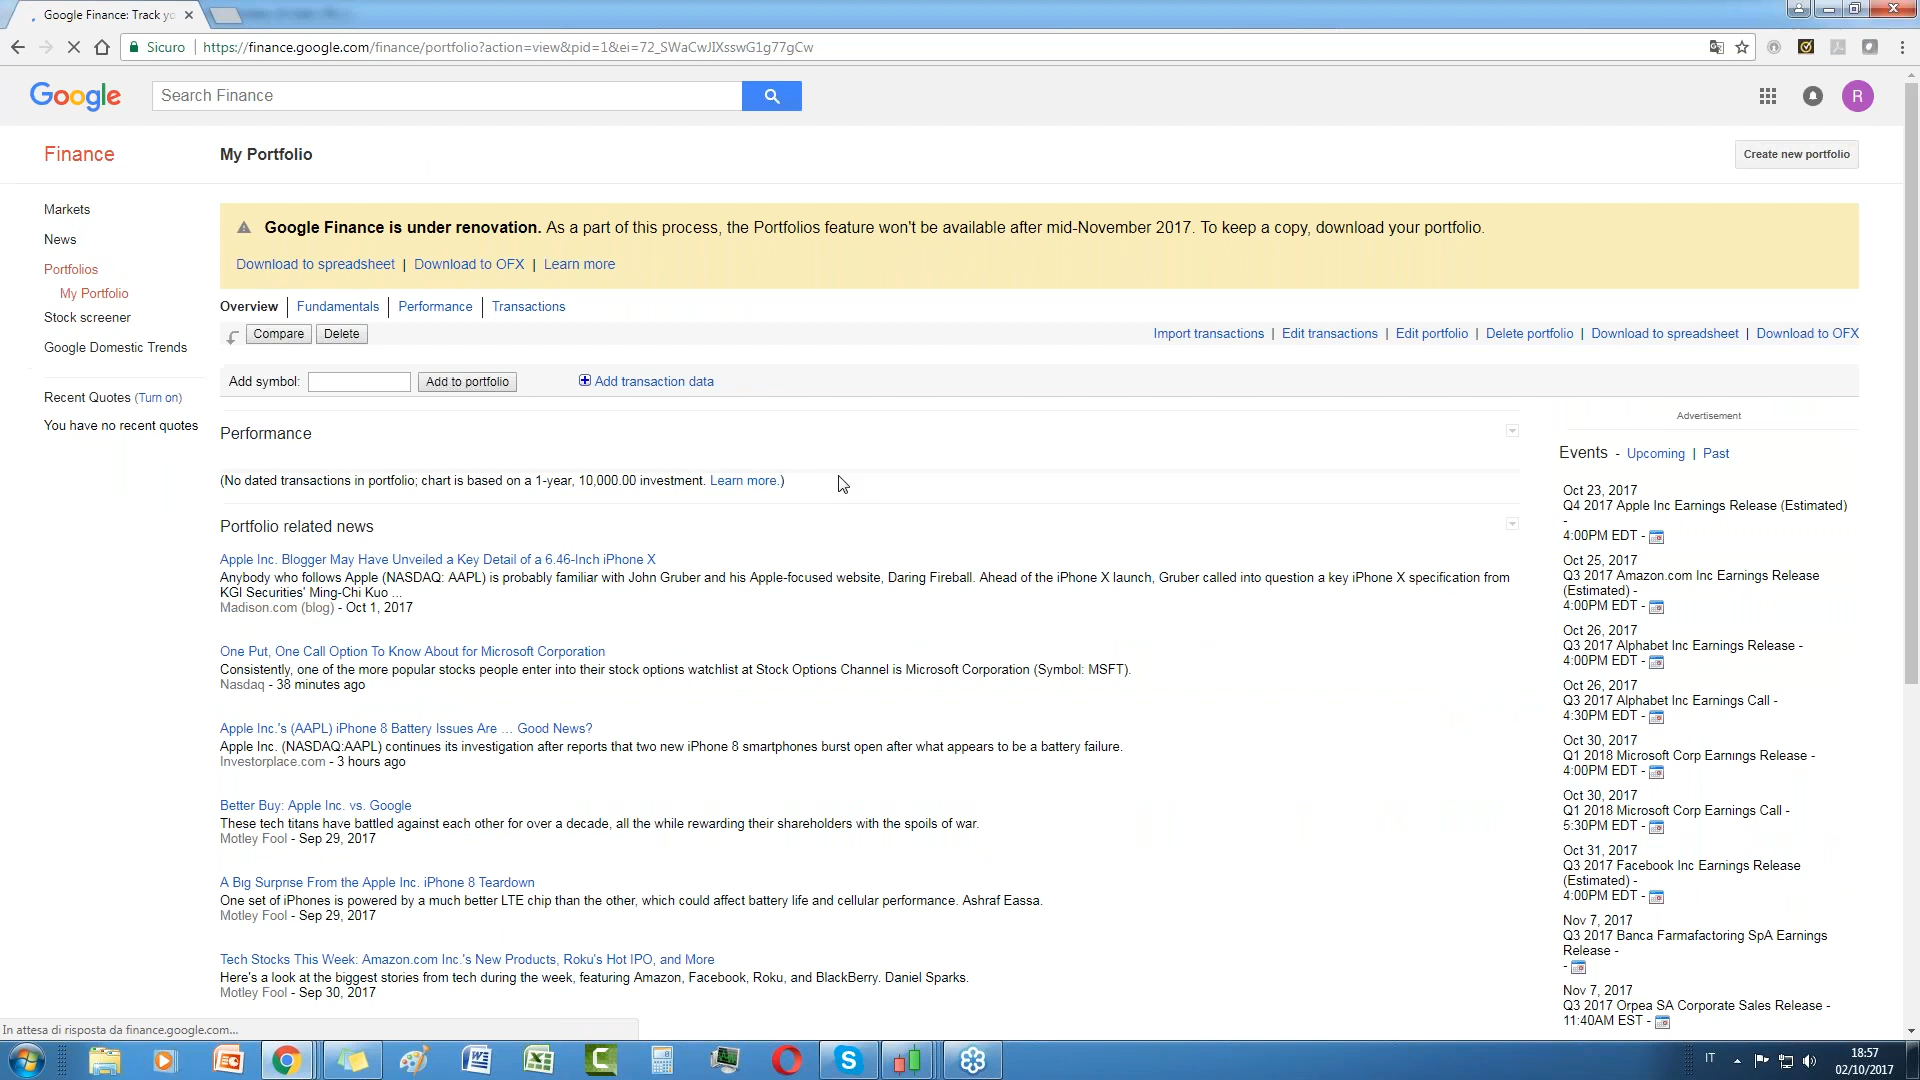 Google Finance: Track yo
Sicuro
https://finance.google.com/finance/portfolio?action=view&pid=1&ei=72_SWaCwJIXsswG1g77gCw
Google
Search Finance
R
Finance
My Portfolio
Create new portfolio
Markets
News
Portfolios
My Portfolio
Stock screener
Google Domestic Trends
Recent Quotes (Turn on)
You have no recent quotes
Google Finance is under renovation. As a part of this process, the Portfolios feature won't be available after mid-November 2017. To keep a copy, download your portfolio.
Download to spreadsheet | Download to OFX | Learn more
Overview | Fundamentals | Performance | Transactions
Compare Delete
Import transactions | Edit transactions | Edit portfolio | Delete portfolio | Download to spreadsheet | Download to OFX
Add symbol: Add to portfolio Add transaction data
Performance
(No dated transactions in portfolio; chart is based on a 1-year, 10,000.00 investment. Learn more.)
Portfolio related news
Apple Inc. Blogger May Have Unveiled a Key Detail of a 6.46-Inch iPhone X
Anybody who follows Apple (NASDAQ: AAPL) is probably familiar with John Gruber and his Apple-focused website, Daring Fireball. Ahead of the iPhone X launch, Gruber called into question a key iPhone X specification from
KGI Securities' Ming-Chi Kuo ...
Madison.com (blog) - Oct 1, 2017
One Put, One Call Option To Know About for Microsoft Corporation
Consistently, one of the more popular stocks people enter into their stock options watchlist at Stock Options Channel is Microsoft Corporation (Symbol: MSFT).
Nasdaq - 38 minutes ago
Apple Inc.'s (AAPL) iPhone 8 Battery Issues Are … Good News?
Apple Inc. (NASDAQ:AAPL) continues its investigation after reports that two new iPhone 8 smartphones burst open after what appears to be a battery failure.
Investorplace.com - 3 hours ago
Better Buy: Apple Inc. vs. Google
These tech titans have battled against each other for over a decade, all the while rewarding their shareholders with the spoils of war.
Motley Fool - Sep 29, 2017
A Big Surprise From the Apple Inc. iPhone 8 Teardown
One set of iPhones is powered by a much better LTE chip than the other, which could affect battery life and cellular performance. Ashraf Eassa.
Motley Fool - Sep 29, 2017
Tech Stocks This Week: Amazon.com Inc.'s New Products, Roku's Hot IPO, and More
Here's a look at the biggest stories from tech during the week, featuring Amazon, Facebook, Roku, and BlackBerry. Daniel Sparks.
Motley Fool - Sep 30, 2017
Advertisement
Events - Upcoming | Past
Oct 23, 2017
Q4 2017 Apple Inc Earnings Release (Estimated)
-
4:00PM EDT -
Oct 25, 2017
Q3 2017 Amazon.com Inc Earnings Release
(Estimated) -
4:00PM EDT -
Oct 26, 2017
Q3 2017 Alphabet Inc Earnings Release -
4:00PM EDT -
Oct 26, 2017
Q3 2017 Alphabet Inc Earnings Call -
4:30PM EDT -
Oct 30, 2017
Q1 2018 Microsoft Corp Earnings Release -
4:00PM EDT -
Oct 30, 2017
Q1 2018 Microsoft Corp Earnings Call -
5:30PM EDT -
Oct 31, 2017
Q3 2017 Facebook Inc Earnings Release
(Estimated) -
4:00PM EDT -
Nov 7, 2017
Q3 2017 Banca Farmafactoring SpA Earnings
Release -
-
Nov 7, 2017
Q3 2017 Orpea SA Corporate Sales Release -
11:40AM EST -
In attesa di risposta da finance.google.com...
IT
18:57
02/10/2017